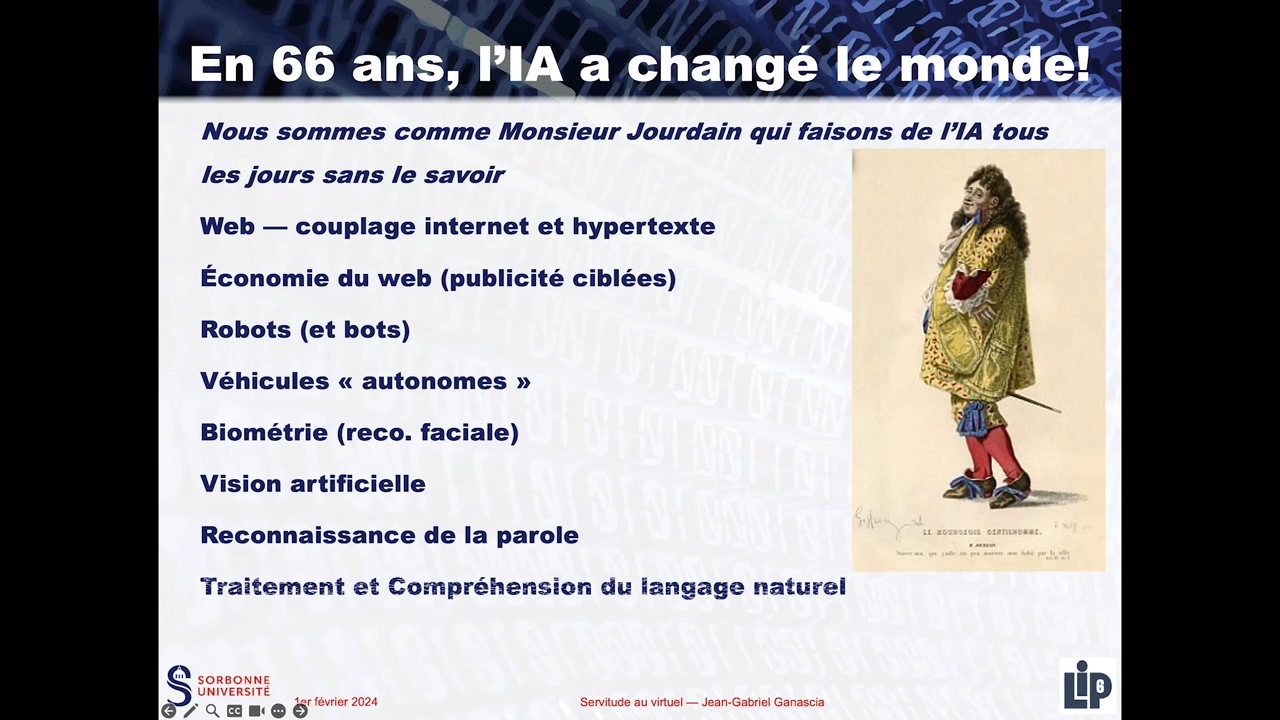 En 66 ans, l’IA a changé le monde!
Nous sommes comme Monsieur Jourdain qui faisons de l’IA tous
les jours sans le savoir
Web — couplage internet et hypertexte
Économie du web (publicité ciblées)
Robots (et bots)
Véhicules « autonomes »
Biométrie (reco. faciale)
Vision artificielle
Reconnaissance de la parole
Traitement et Compréhension du langage naturel
LE BOURGEOIS GENTILHOMME.
SORBONNE
UNIVERSITÉ
1er février 2024
Servitude au virtuel — Jean-Gabriel Ganascia
LIP6
CC